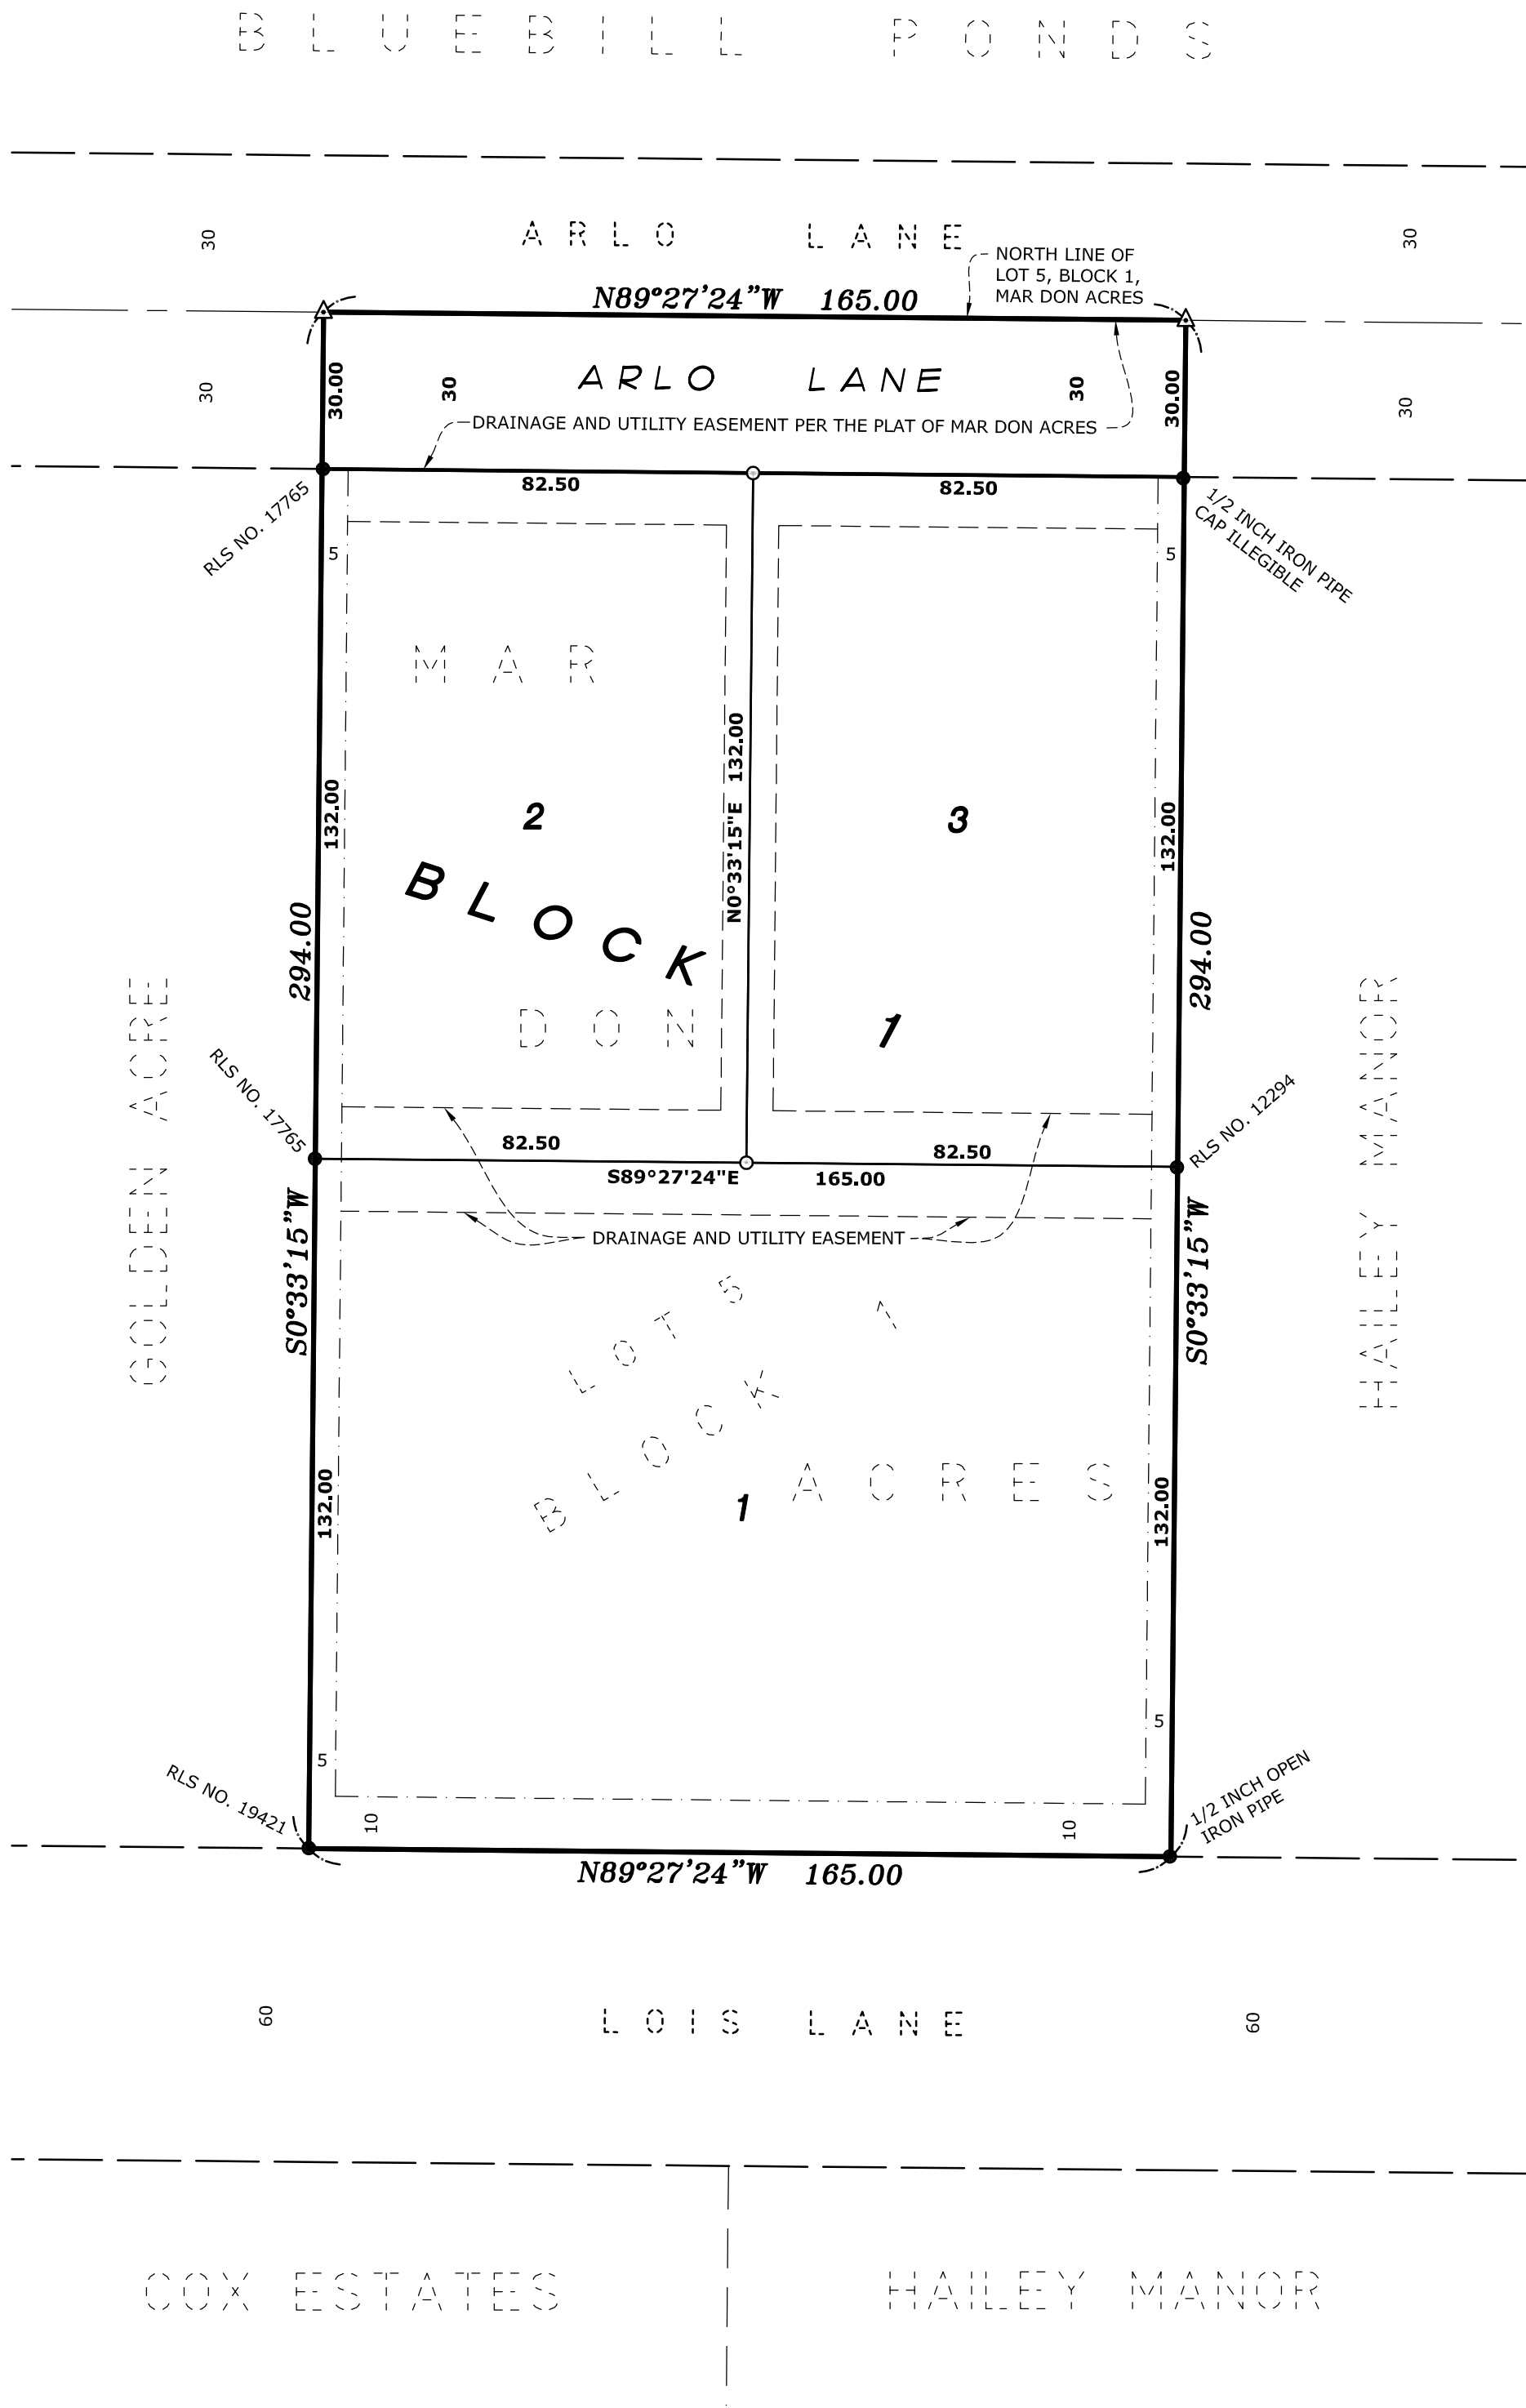 BLUEBILL PONDS
30
ARLO LANE
30
NORTH LINE OF
LOT 5, BLOCK 1,
MAR DON ACRES
N89°27'24"W 165.00
30
30.00
30
ARLO LANE
30
30.00
30
DRAINAGE AND UTILITY EASEMENT PER THE PLAT OF MAR DON ACRES
82.50
82.50
RLS NO. 17765
1/2 INCH IRON PIPE
CAP ILLEGIBLE
5
5
MAR
132.00
2
N0°33'15"E 132.00
3
132.00
BLOCK
1
294.00
294.00
DON
GOLDEN ACRE
HAILEY MANOR
RLS NO. 17765
RLS NO. 12294
82.50
82.50
S89°27'24"E 165.00
S0°33'15"W
S0°33'15"W
DRAINAGE AND UTILITY EASEMENT
LOT 5
BLOCK 1
ACRES
132.00
1
132.00
5
5
RLS NO. 19421
10
10
1/2 INCH OPEN
IRON PIPE
N89°27'24"W 165.00
60
LOIS LANE
60
COX ESTATES
HAILEY MANOR